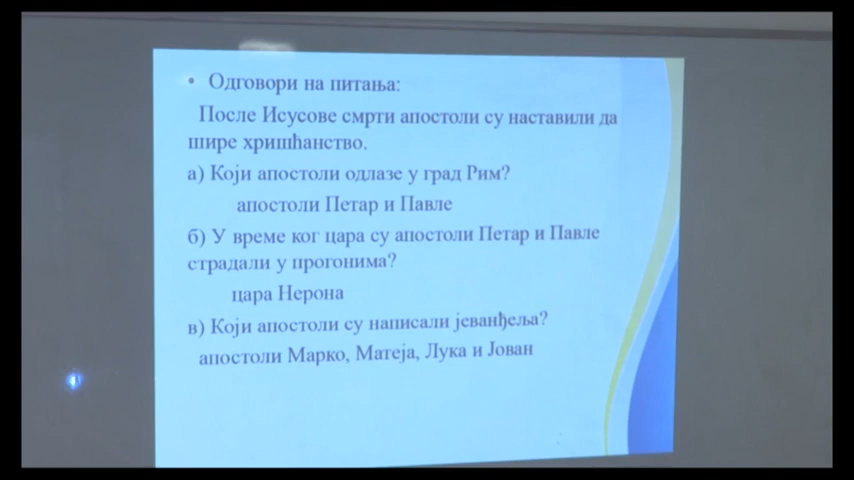 • Одговори на питања:
После Исусове смрти апостоли су наставили да
шире хришћанство.
а) Који апостоли одлазе у град Рим?
апостоли Петар и Павле
б) У време ког цара су апостоли Петар и Павле
страдали у прогонима?
цара Нерона
в) Који апостоли су написали јеванђеља?
апостоли Марко, Матеја, Лука и Јован